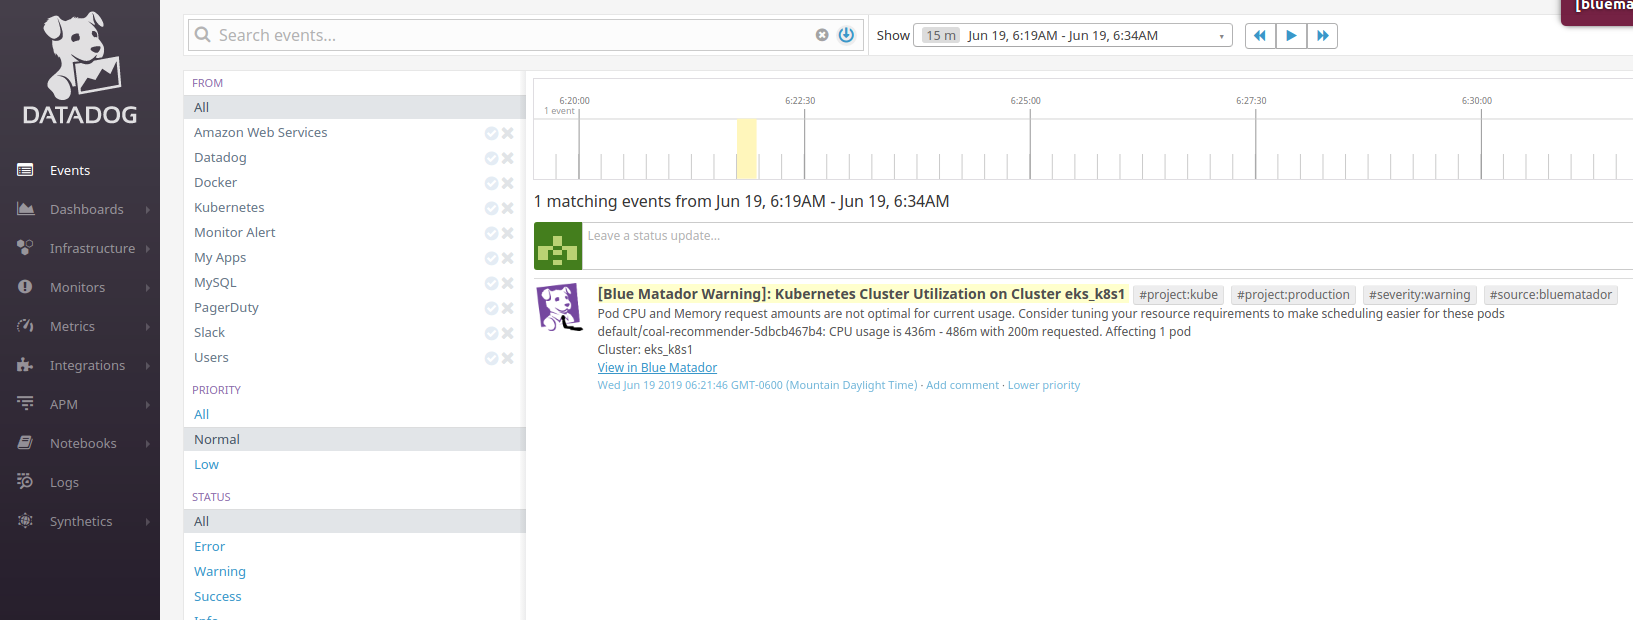 [bluema
DATADOG
Events
Dashboards
Infrastructure
Monitors
Metrics
Integrations
APM
Notebooks
Logs
Synthetics
Search events...
Show 15 m Jun 19, 6:19AM - Jun 19, 6:34AM
FROM
All
Amazon Web Services
Datadog
Docker
Kubernetes
Monitor Alert
My Apps
MySQL
PagerDuty
Slack
Users
PRIORITY
All
Normal
Low
STATUS
All
Error
Warning
Success
Info
6:20:00 6:22:30 6:25:00 6:27:30 6:30:00
1 event
1 matching events from Jun 19, 6:19AM - Jun 19, 6:34AM
Leave a status update...
[Blue Matador Warning]: Kubernetes Cluster Utilization on Cluster eks_k8s1 #project:kube #project:production #severity:warning #source:bluematador
Pod CPU and Memory request amounts are not optimal for current usage. Consider tuning your resource requirements to make scheduling easier for these pods
default/coal-recommender-5dbcb467b4: CPU usage is 436m - 486m with 200m requested. Affecting 1 pod
Cluster: eks_k8s1
View in Blue Matador
Wed Jun 19 2019 06:21:46 GMT-0600 (Mountain Daylight Time) · Add comment · Lower priority